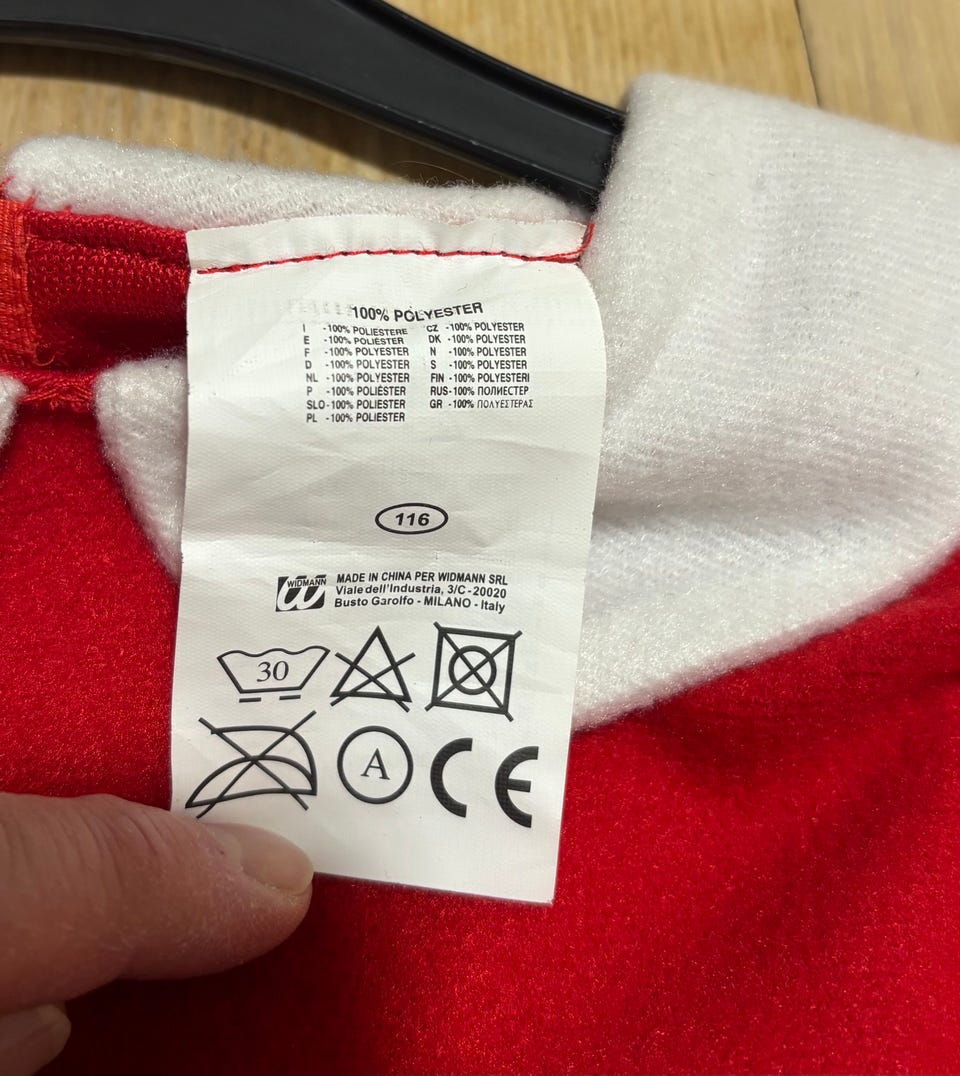 100% POLYESTER
I -100% POLIESTERE
E -100% POLIÉSTER
F -100% POLYESTER
D -100% POLYESTER
NL -100% POLYESTER
P -100% POLIÉSTER
SLO-100% POLIESTER
PL -100% POLIESTER
CZ -100% POLYESTER
DK -100% POLYESTER
N -100% POLYESTER
S -100% POLYESTER
FIN -100% POLYESTERI
RUS-100% ПОЛИЕСТЕР
GR -100% ΠΟΛΥΕΣΤΕΡΑΣ
116
WIDMANN
MADE IN CHINA PER WIDMANN SRL
Viale dell'Industria, 3/C - 20020
Busto Garolfo - MILANO - Italy
30
A
CE